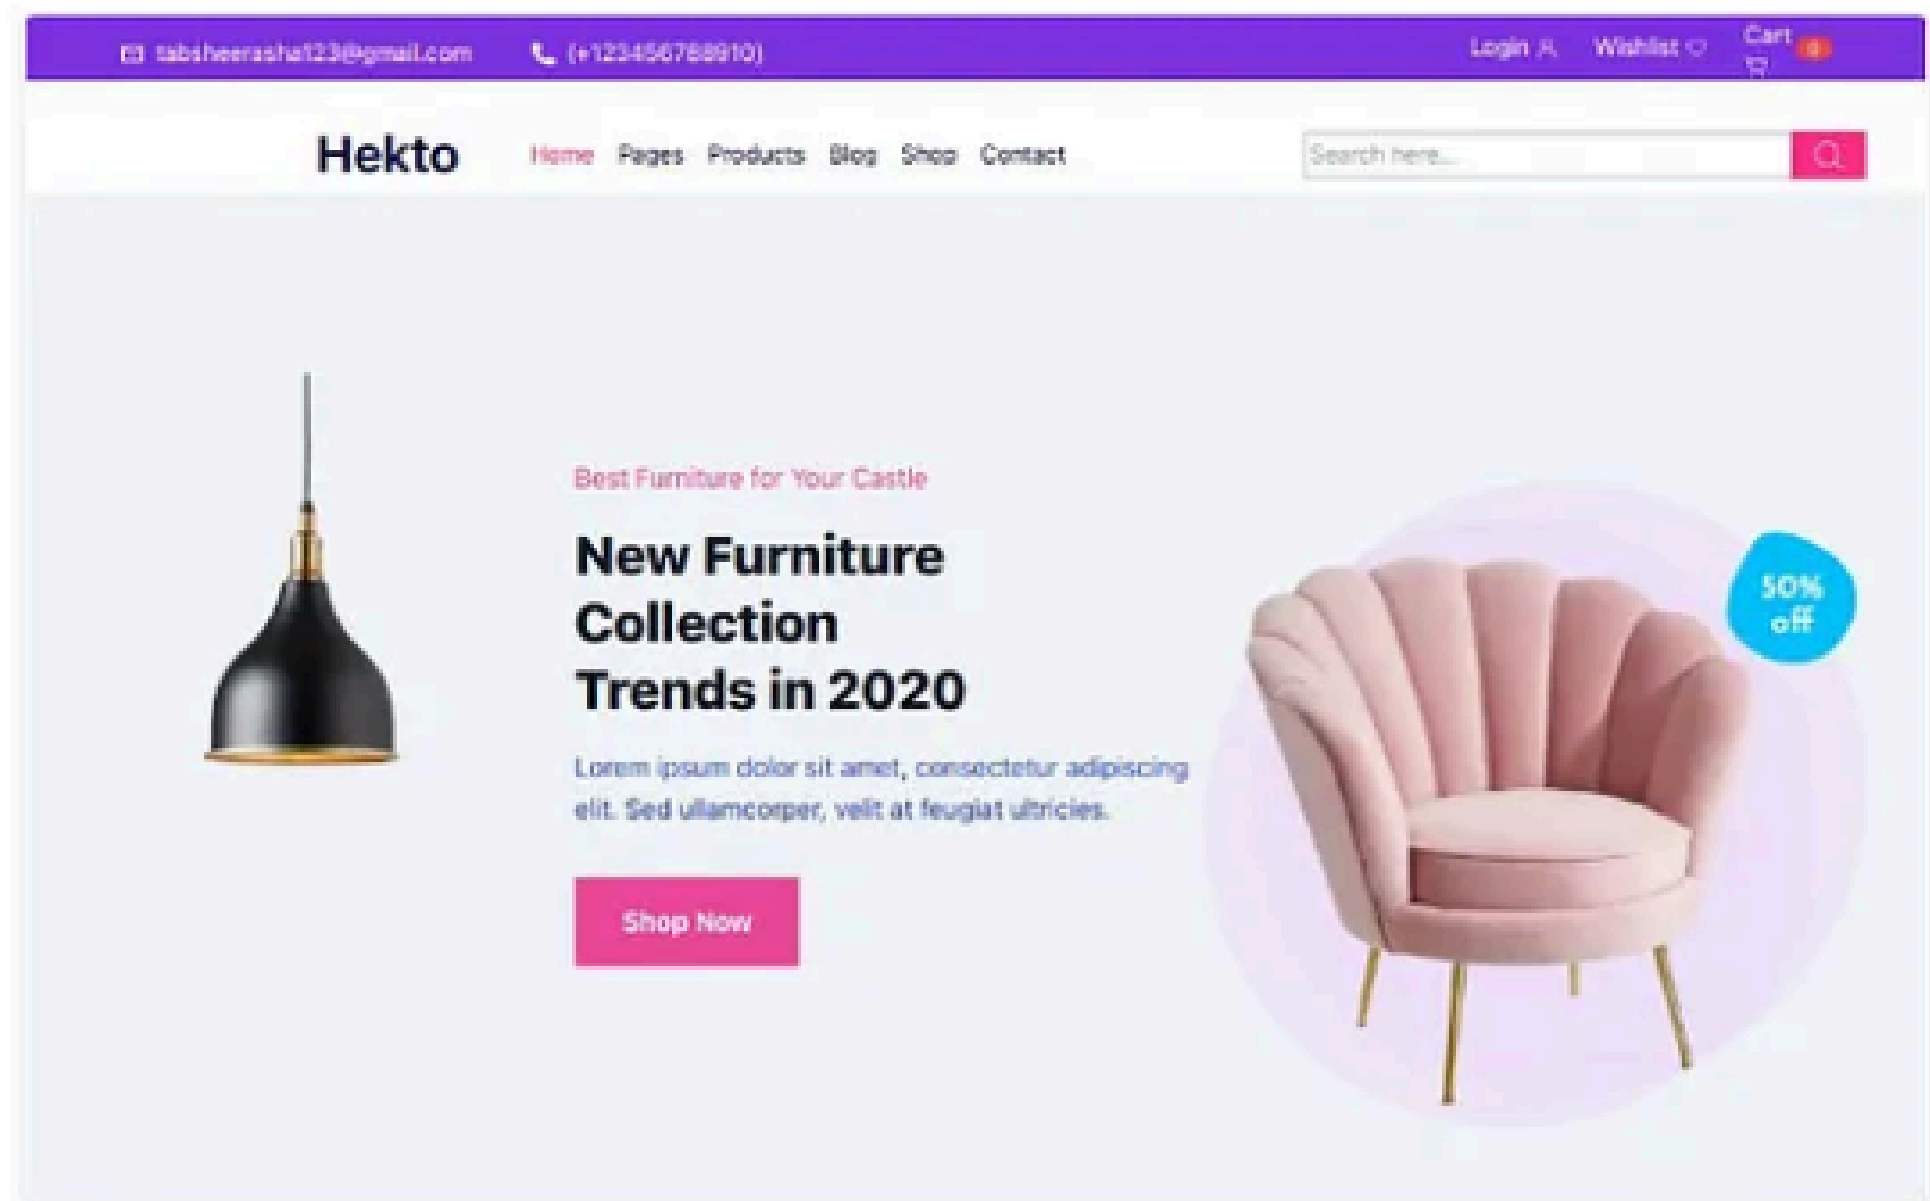 tabsheerasha123@gmail.com (+123456788910) Login Wishlist Cart 0
Hekto Home Pages Products Blog Shop Contact Search here...
Best Furniture for Your Castle
New Furniture
Collection
Trends in 2020
50%
off
Lorem ipsum dolor sit amet, consectetur adipiscing
elit. Sed ullamcorper, velit at feugiat ultricies.
Shop Now